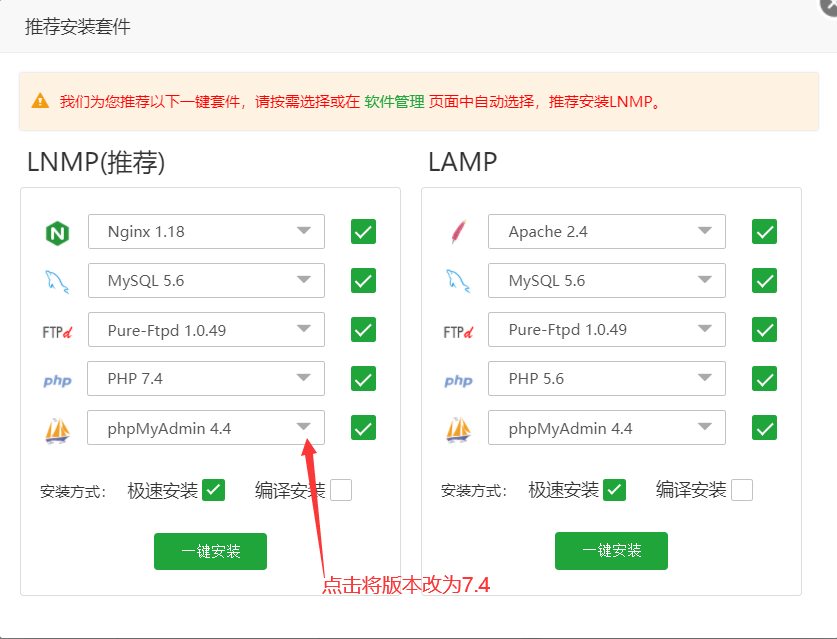 推荐安装套件
我们为您推荐以下一键套件，请按需选择或在 软件管理 页面中自动选择，推荐安装LNMP。
LNMP(推荐)
Nginx 1.18
MySQL 5.6
FTPd
Pure-Ftpd 1.0.49
php
PHP 7.4
phpMyAdmin 4.4
安装方式：
极速安装
编译安装
一键安装
点击将版本改为7.4
LAMP
Apache 2.4
MySQL 5.6
FTPd
Pure-Ftpd 1.0.49
php
PHP 5.6
phpMyAdmin 4.4
安装方式：
极速安装
编译安装
一键安装